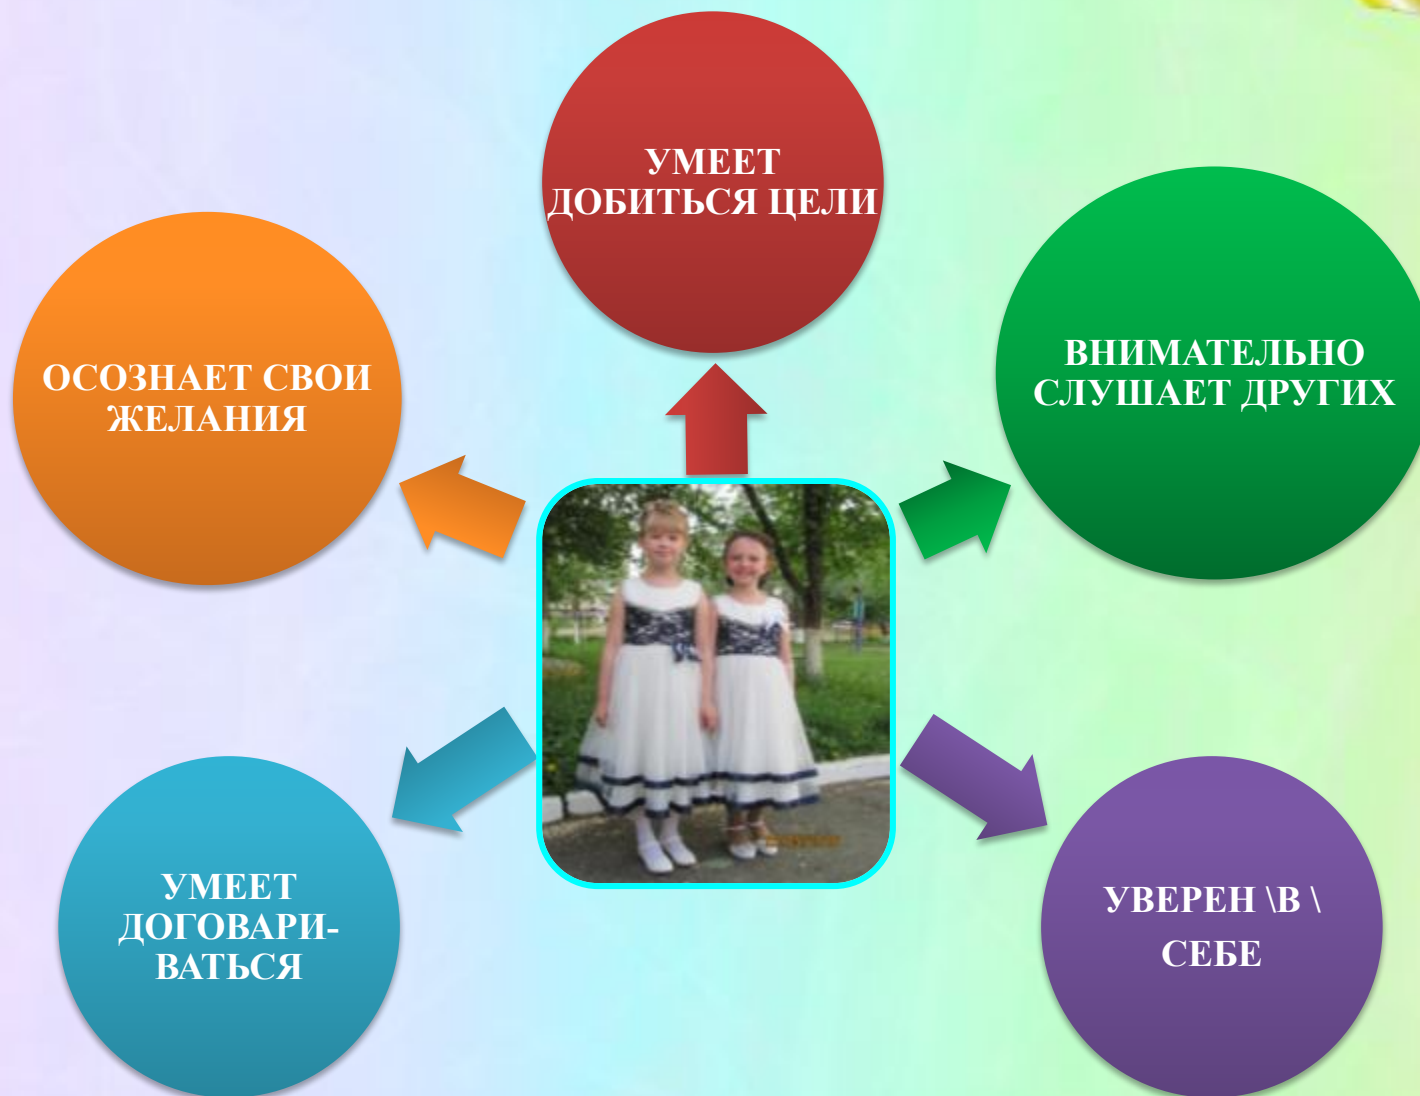 УМЕЕТ
ДОБИТЬСЯ ЦЕЛИ
ОСОЗНАЕТ СВОИ
ЖЕЛАНИЯ
ВНИМАТЕЛЬНО
СЛУШАЕТ ДРУГИХ
УМЕЕТ
ДОГОВАРИ-
ВАТЬСЯ
УВЕРЕН \В \
СЕБЕ